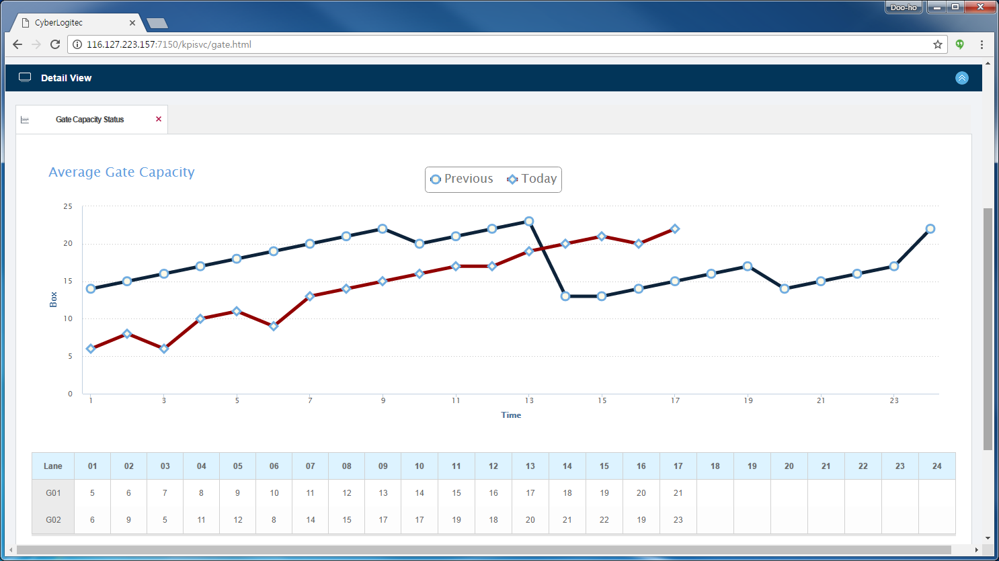 Doo-ho
CyberLogitec
116.127.223.157:7150/kpisvc/gate.html
Detail View
Gate Capacity Status
Average Gate Capacity
Previous Today
25
20
15
10
5
0
Box
1 3 5 7 9 11 13 15 17 19 21 23
Time
Lane 01 02 03 04 05 06 07 08 09 10 11 12 13 14 15 16 17 18 19 20 21 22 23 24
G01 5 6 7 8 9 10 11 12 13 14 15 16 17 18 19 20 21
G02 6 9 5 11 12 8 14 15 17 17 19 18 20 21 22 19 23